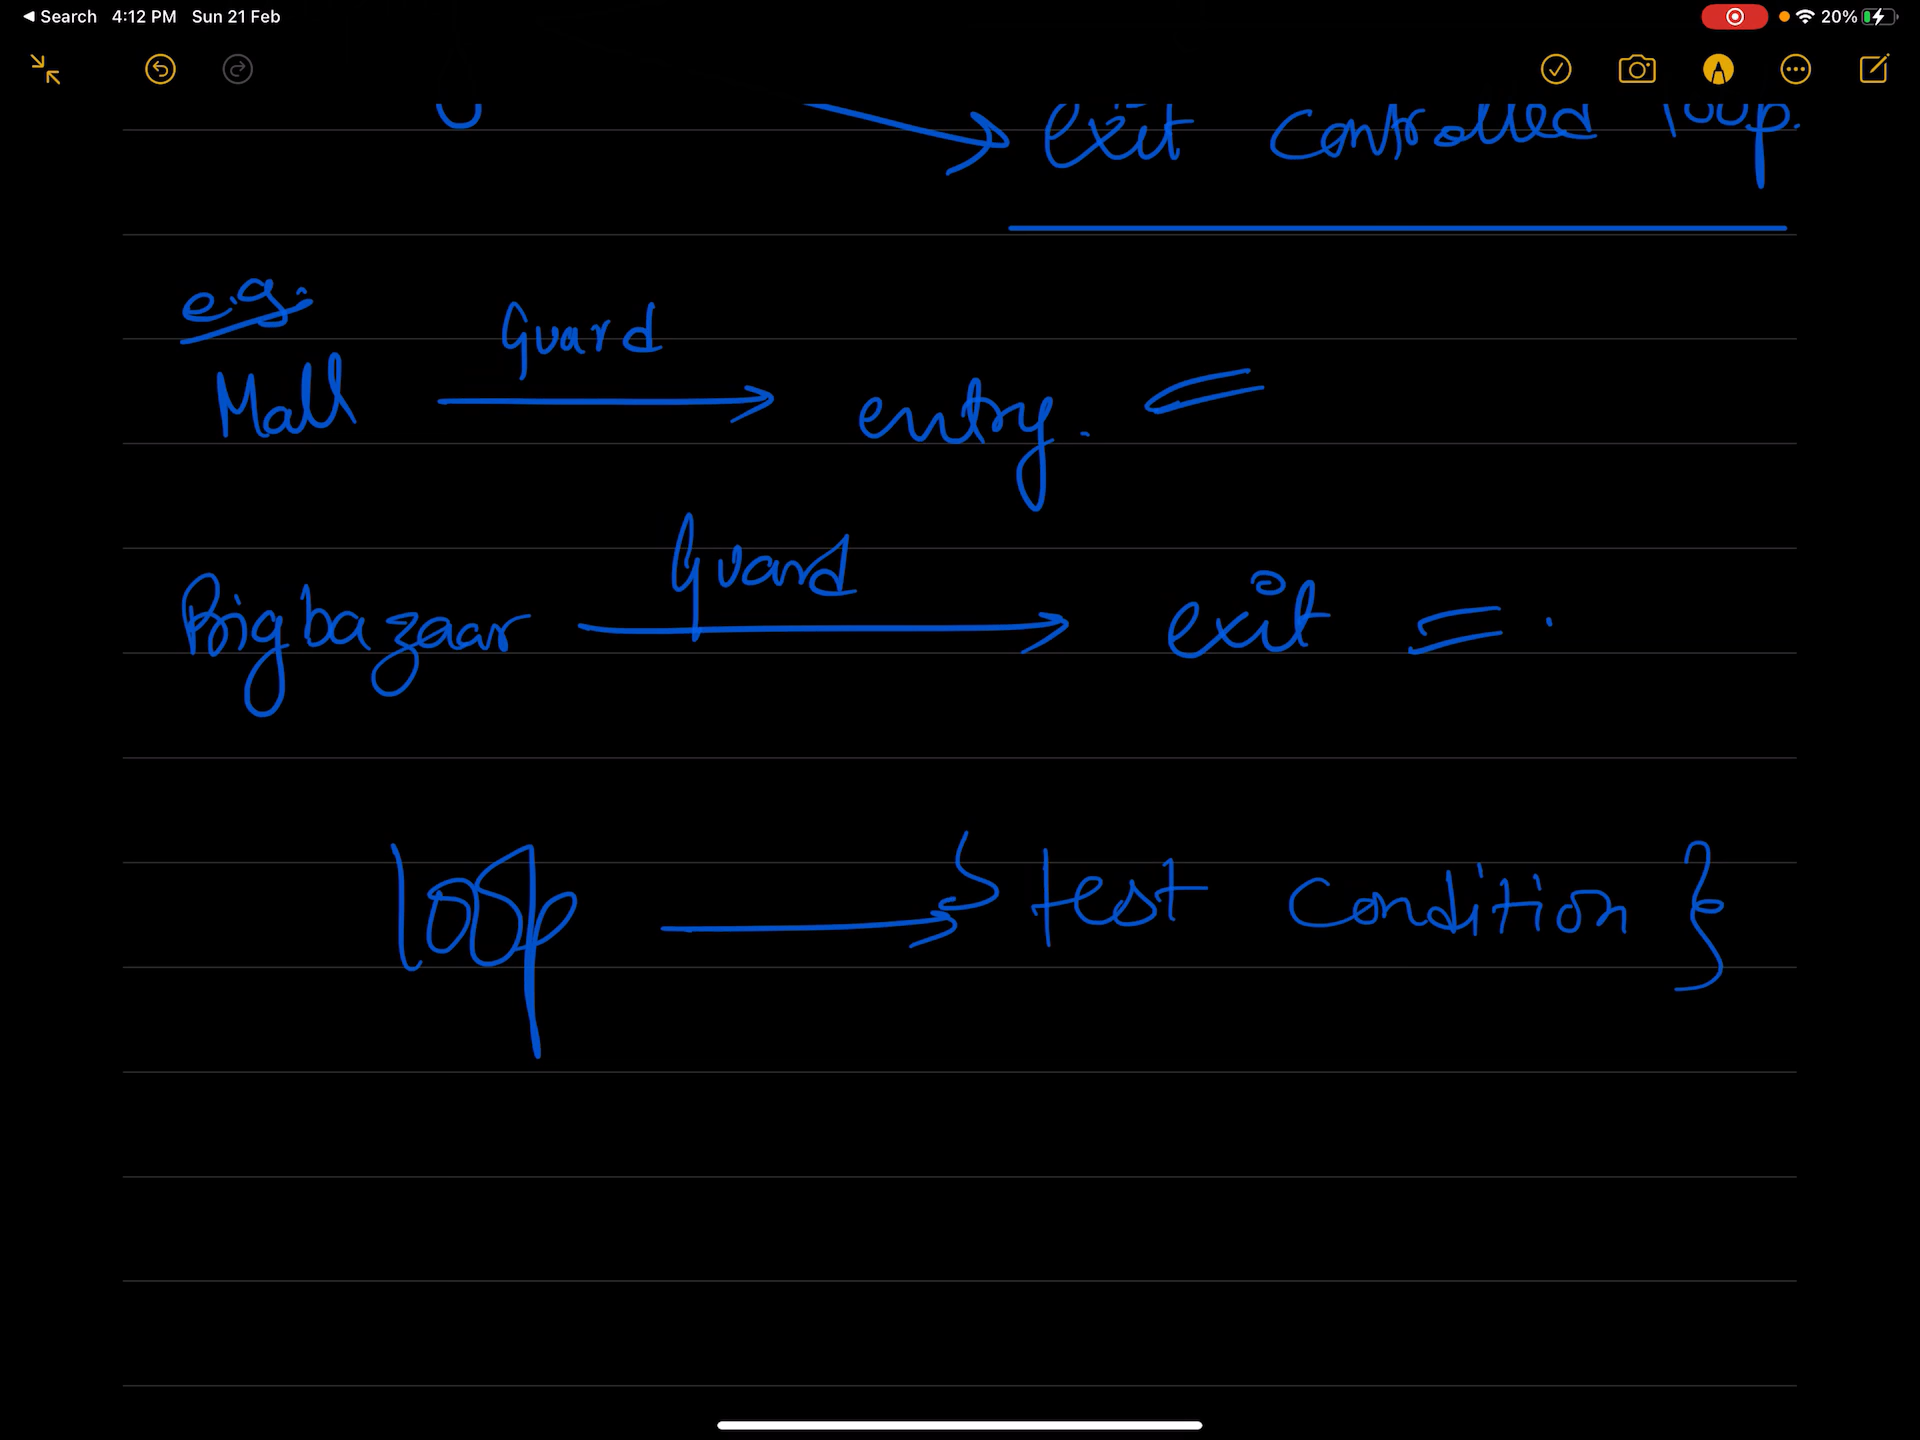 Search 4:12 PM Sun 21 Feb 20%
exit controlled loop.
e.g.
Guard
Mall entry.
Guard
Bigbazaar exit
loop { test condition }